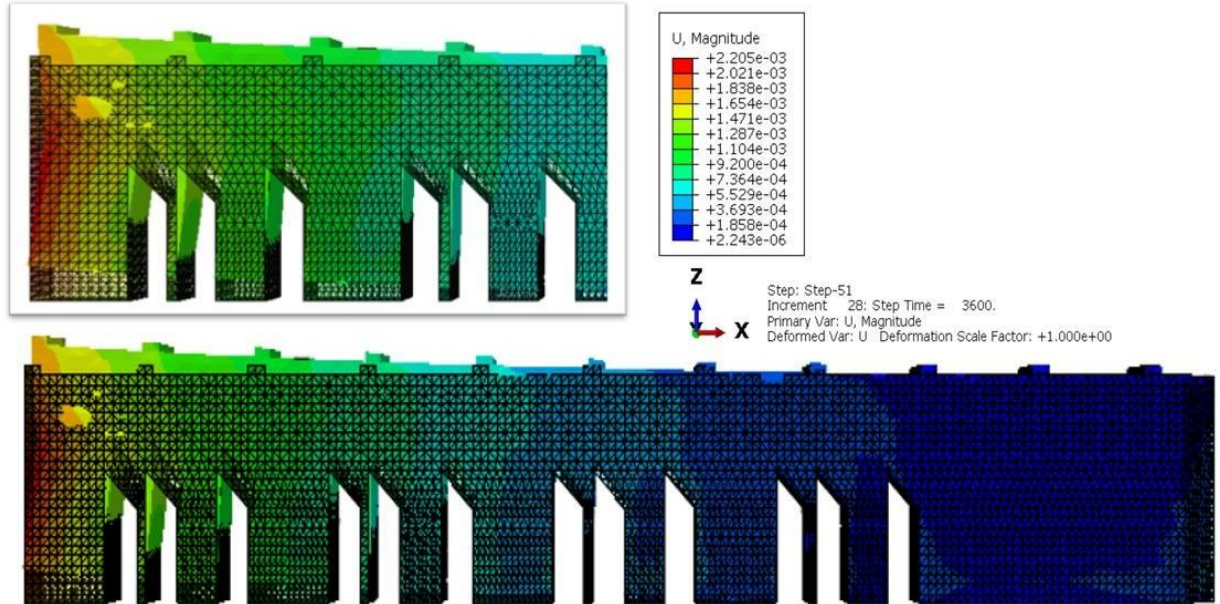 U, Magnitude
+2.205e-03
+2.021e-03
+1.838e-03
+1.654e-03
+1.471e-03
+1.287e-03
+1.104e-03
+9.200e-04
+7.364e-04
+5.529e-04
+3.693e-04
+1.858e-04
+2.243e-06
Z
X
Step: Step-51
Increment 28: Step Time = 3600.
Primary Var: U, Magnitude
Deformed Var: U Deformation Scale Factor: +1.000e+00